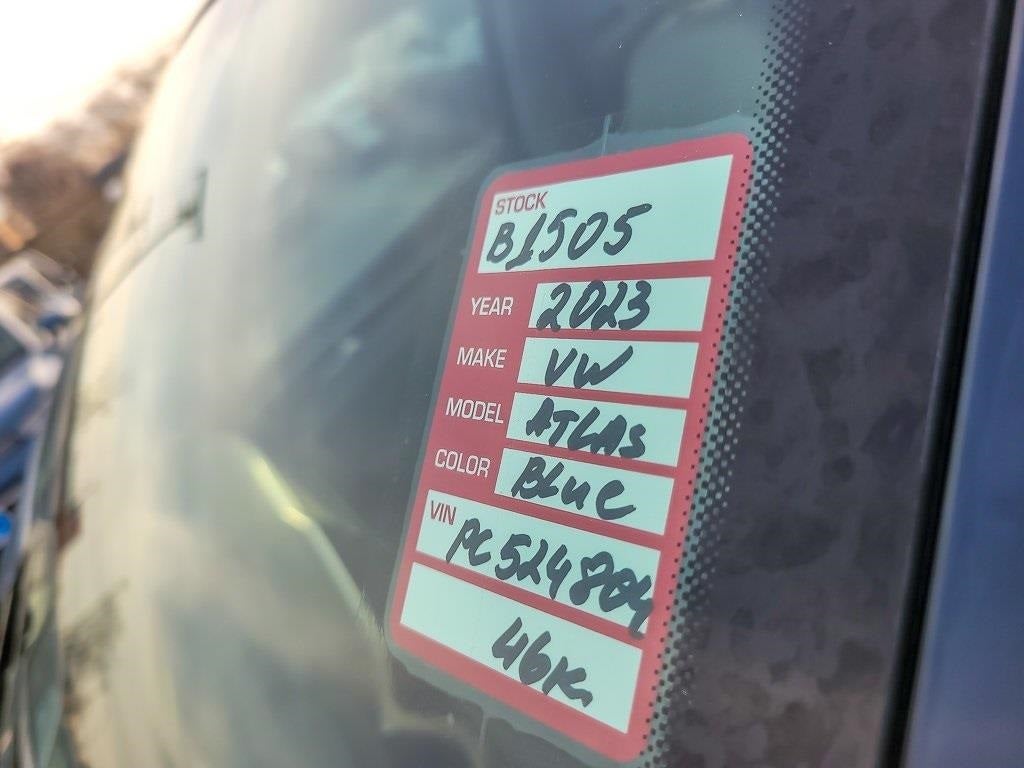 STOCK
B1505
YEAR 2023
MAKE VW
MODEL ATLAS
COLOR BLUE
VIN PC524804
46K